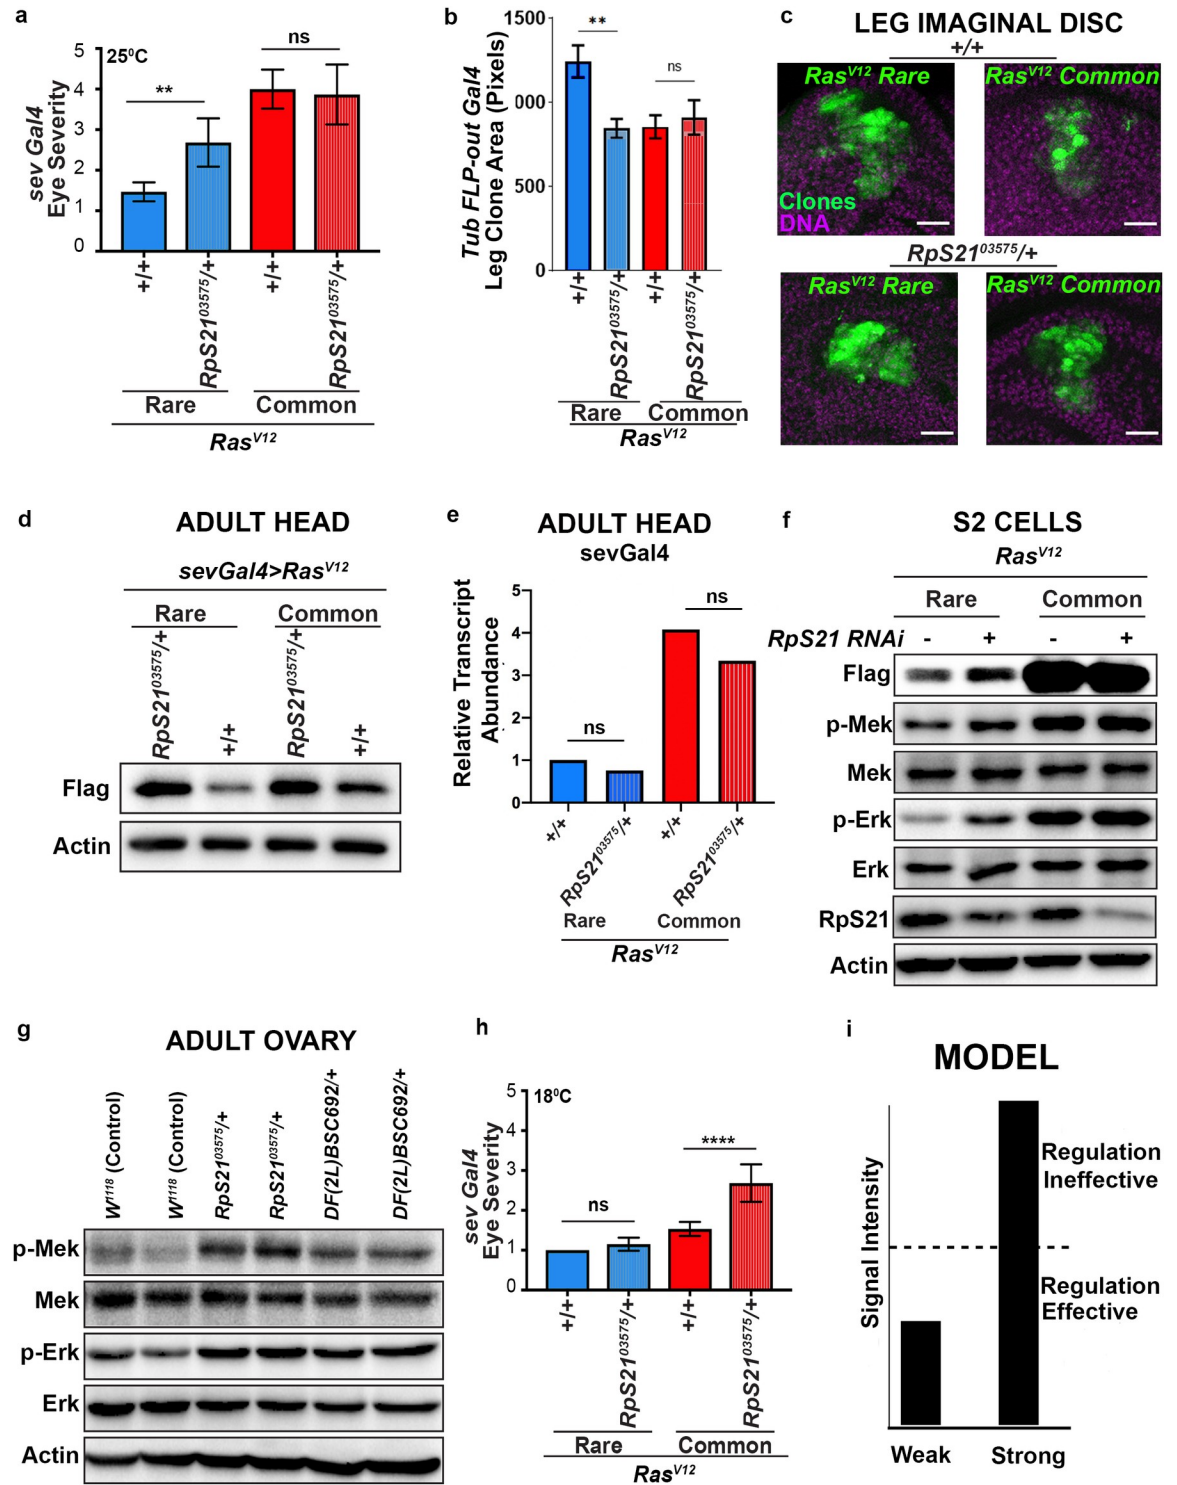 a
25⁰C
sev Gal4
Eye Severity
5
4
3
2
1
0
**
ns
+/+
RpS21⁰³⁵⁷⁵/+
+/+
RpS21⁰³⁵⁷⁵/+
Rare
Common
Rasⱽ¹²
b
Tub FLP-out Gal4
Leg Clone Area (Pixels)
1500
000
500
0
**
ns
+/+
RpS21⁰³⁵⁷⁵/+
+/+
RpS21⁰³⁵⁷⁵/+
Rare
Common
Rasⱽ¹²
c
LEG IMAGINAL DISC
+/+
Rasⱽ¹² Rare
Rasⱽ¹² Common
Clones
DNA
RpS21⁰³⁵⁷⁵/+
Rasⱽ¹² Rare
Rasⱽ¹² Common
d
ADULT HEAD
sevGal4>Rasⱽ¹²
Rare
Common
RpS21⁰³⁵⁷⁵/+
+/+
RpS21⁰³⁵⁷⁵/+
+/+
Flag
Actin
e
ADULT HEAD
sevGal4
Relative Transcript
Abundance
5
4
3
2
1
0
ns
ns
+/+
RpS21⁰³⁵⁷⁵/+
+/+
RpS21⁰³⁵⁷⁵/+
Rare
Common
Rasⱽ¹²
f
S2 CELLS
Rasⱽ¹²
Rare
Common
RpS21 RNAi - + - +
Flag
p-Mek
Mek
p-Erk
Erk
RpS21
Actin
g
ADULT OVARY
W¹¹¹⁸ (Control)
W¹¹¹⁸ (Control)
RpS21⁰³⁵⁷⁵/+
RpS21⁰³⁵⁷⁵/+
DF(2L)BSC692/+
DF(2L)BSC692/+
p-Mek
Mek
p-Erk
Erk
Actin
h
18⁰C
sev Gal4
Eye Severity
5
4
3
2
1
0
ns
****
+/+
RpS21⁰³⁵⁷⁵/+
+/+
RpS21⁰³⁵⁷⁵/+
Rare
Common
Rasⱽ¹²
i
MODEL
Signal Intensity
Regulation
Ineffective
Regulation
Effective
Weak
Strong